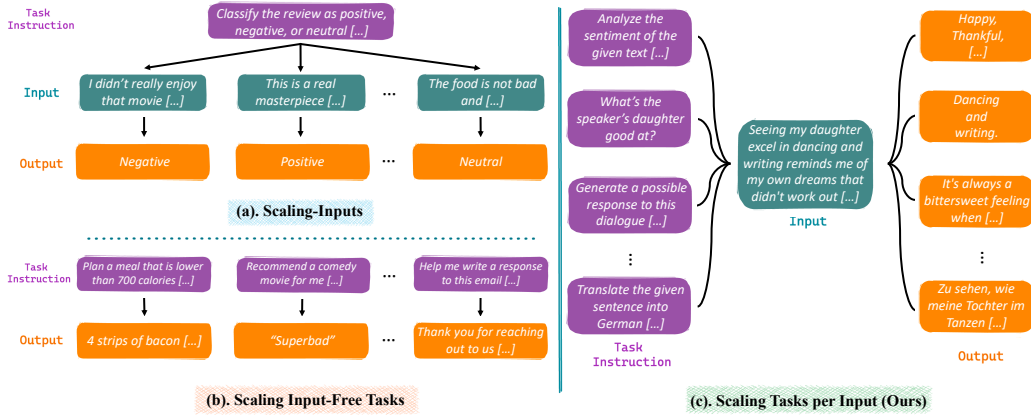 Task
Instruction
Classify the review as positive,
negative, or neutral […]
Input
I didn't really enjoy
that movie […]
This is a real
masterpiece […]
...
The food is not bad
and […]
Output
Negative
Positive
...
Neutral
(a). Scaling-Inputs
Task
Instruction
Plan a meal that is lower
than 700 calories […]
Recommend a comedy
movie for me […]
...
Help me write a response
to this email […]
Output
4 strips of bacon […]
"Superbad"
...
Thank you for reaching
out to us […]
(b). Scaling Input-Free Tasks
Analyze the
sentiment of the
given text […]
What's the
speaker's daughter
good at?
Generate a possible
response to this
dialogue […]
...
Translate the given
sentence into
German […]
Task
Instruction
Seeing my daughter
excel in dancing and
writing reminds me of
my own dreams that
didn't work out […]
Input
Happy,
Thankful,
[…]
Dancing
and
writing.
It's always a
bittersweet feeling
when […]
...
Zu sehen, wie
meine Tochter im
Tanzen […]
Output
(c). Scaling Tasks per Input (Ours)